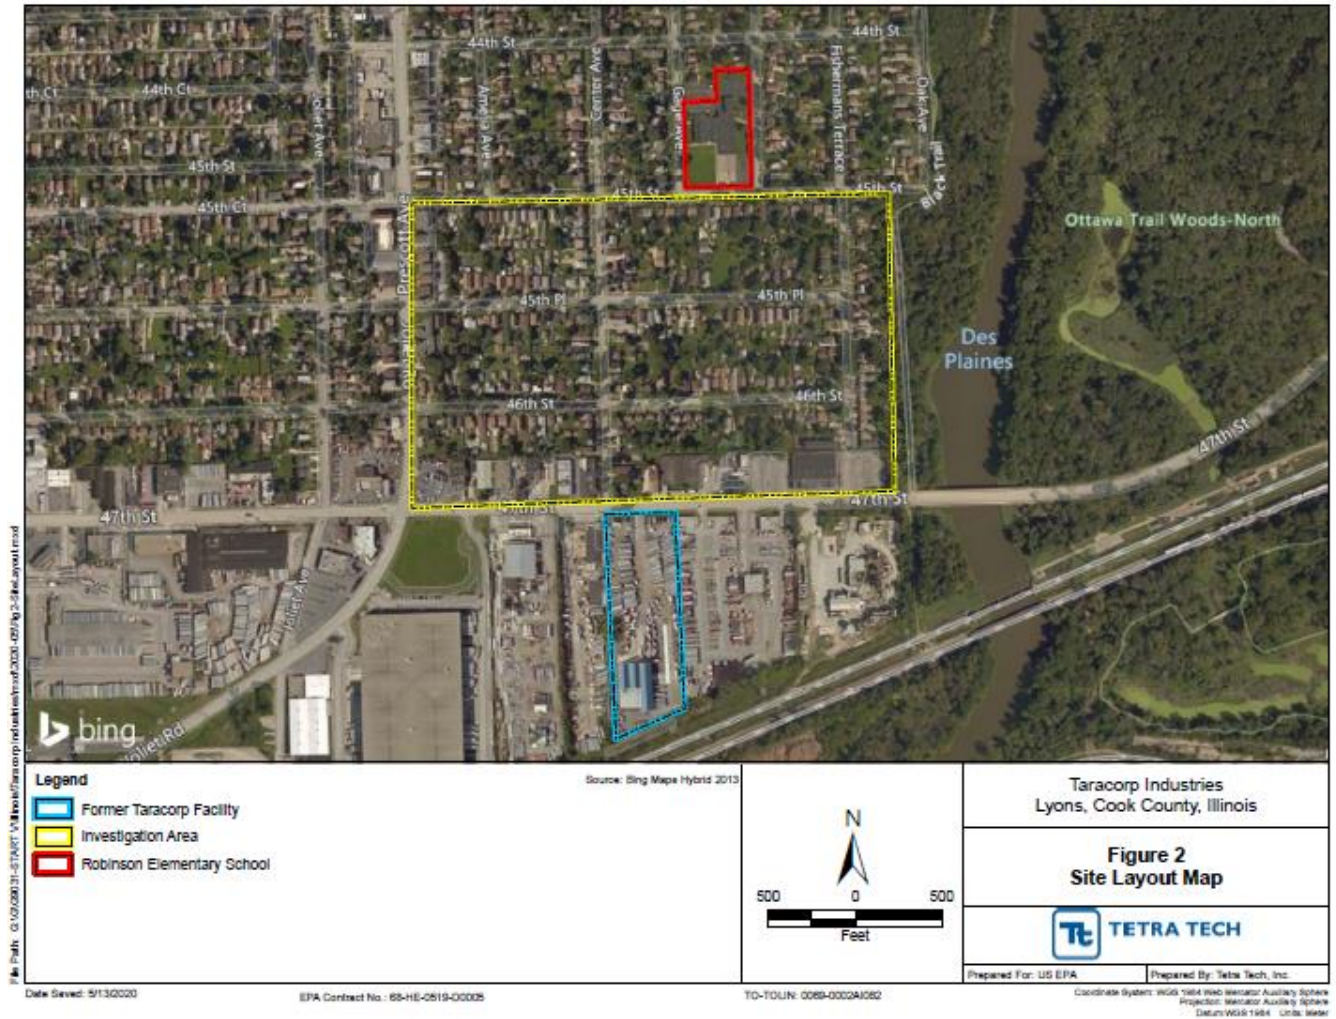 44th St
44th St
44th Ct
th Ct
Center Ave
Gage Ave
Fishermans Terrace
Oak Ave
45th St
45th St
45th St
45th Ct
Prescott Ave
Ottawa Trail Woods-North
45th Pl
45th Pl
Des
Plaines
46th St
46th St
47th St
47th St
47th St
Joliet Ave
bing
Joliet Rd
Legend
Former Taracorp Facility
Investigation Area
Robinson Elementary School
Source: Bing Maps Hybrid 2013
N
500 0 500
Feet
Taracorp Industries
Lyons, Cook County, Illinois
Figure 2
Site Layout Map
Tt TETRA TECH
Prepared For: US EPA
Prepared By: Tetra Tech, Inc.
Date Saved: 5/13/2020
EPA Contract No.: 68-HE-0519-D0005
TO-TOLIN: 0069-0002AI082
Coordinate System: WGS 1984 Web Mercator Auxiliary Sphere
Projection: Mercator Auxiliary Sphere
Datum: WGS 1984 Units: Meter